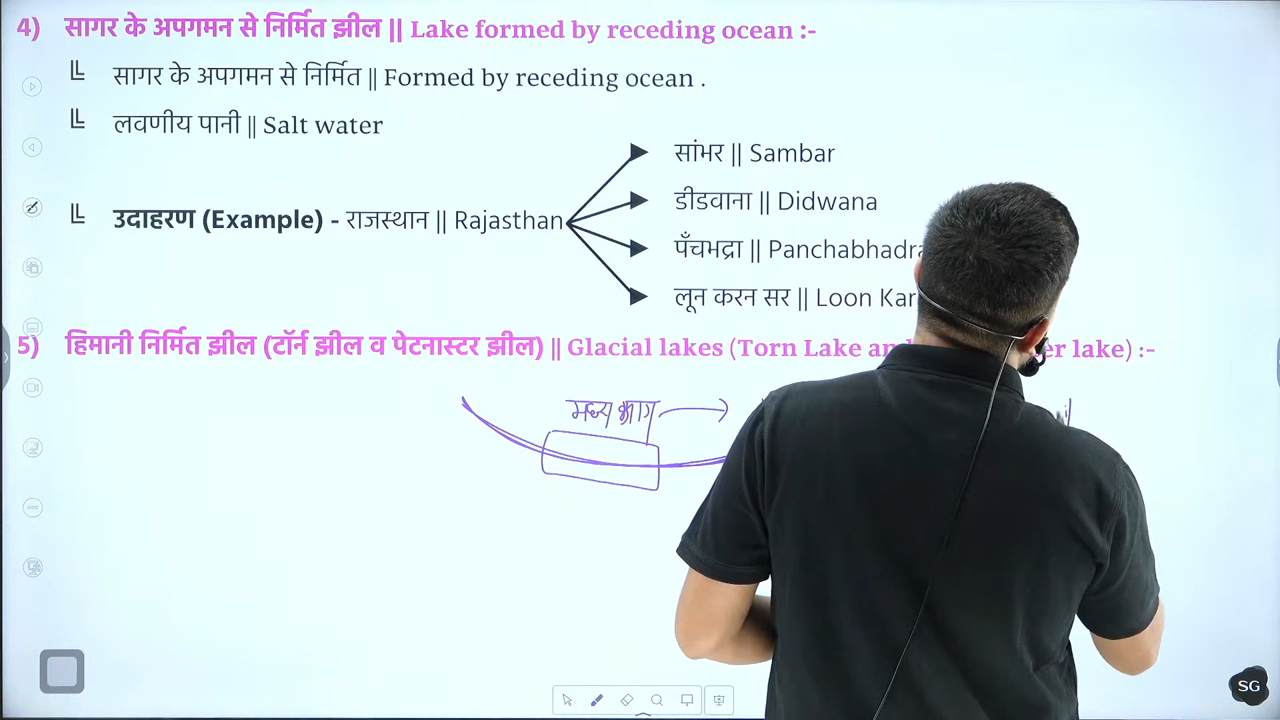 4) सागर के अपगमन से निर्मित झील || Lake formed by receding ocean :-
╚ सागर के अपगमन से निर्मित || Formed by receding ocean .
╚ लवणीय पानी || Salt water
सांभर || Sambar
डीडवाना || Didwana
╚ उदाहरण (Example) - राजस्थान || Rajasthan
पँचभद्रा || Panchabhadra
लून करन सर || Loon Kar
5) हिमानी निर्मित झील (टॉर्न झील व पेटनास्टर झील) || Glacial lakes (Torn Lake an er lake) :-
मध्य भाग
SG